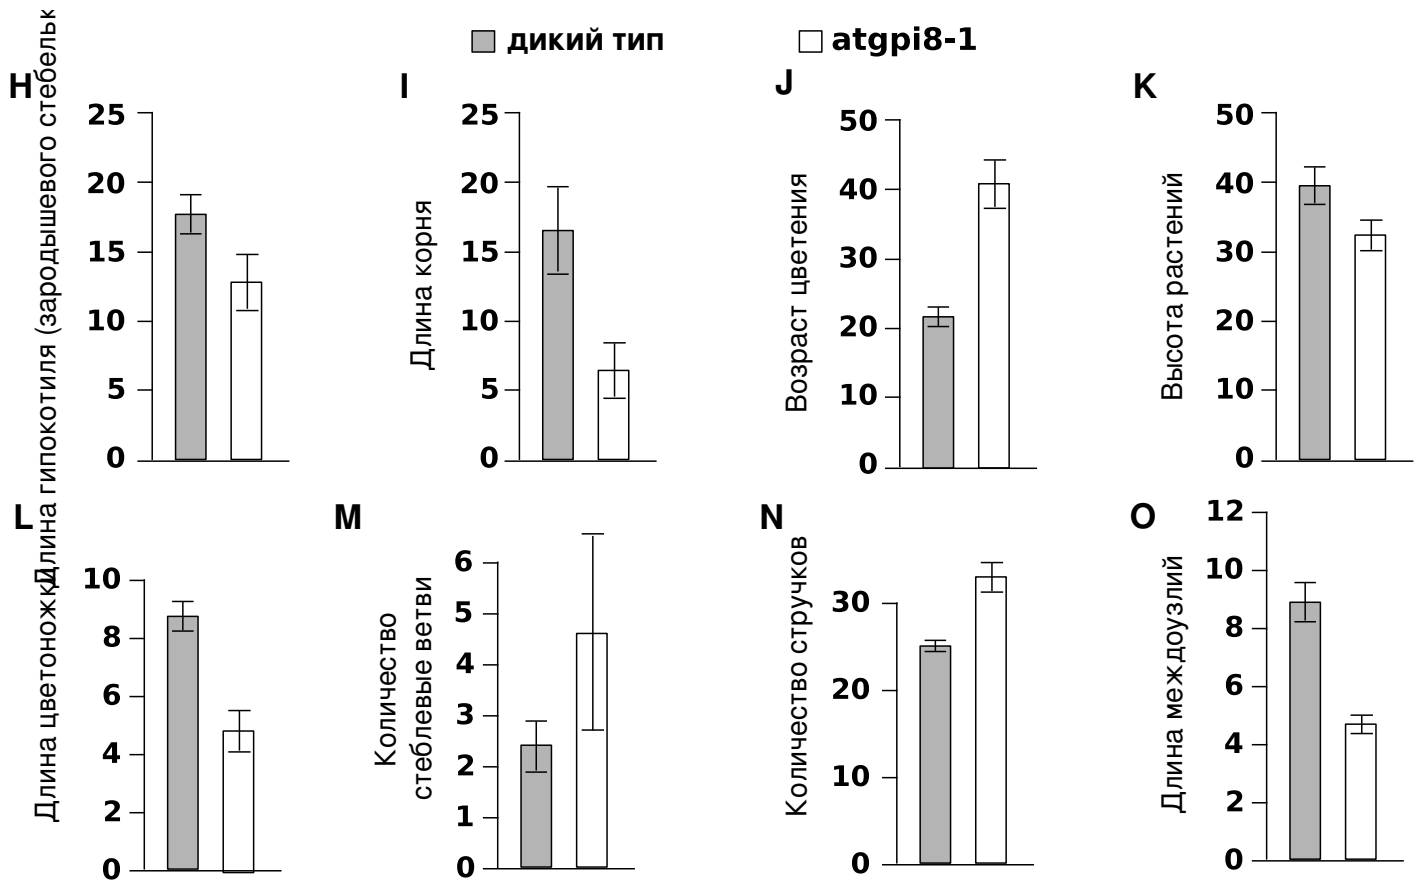 дикий тип
atgpi8-1
H
Длина гипокотиля (зародышевого стебельк
25
20
15
10
5
0
I
Длина корня
25
20
15
10
5
0
J
Возраст цветения
50
40
30
20
10
0
K
Высота растений
50
40
30
20
10
0
L
Длина цветоножки
10
8
6
4
2
0
M
Количество
стеблевые ветви
6
5
4
3
2
1
0
N
Количество стручков
30
20
10
0
O
Длина междоузлий
12
10
8
6
4
2
0